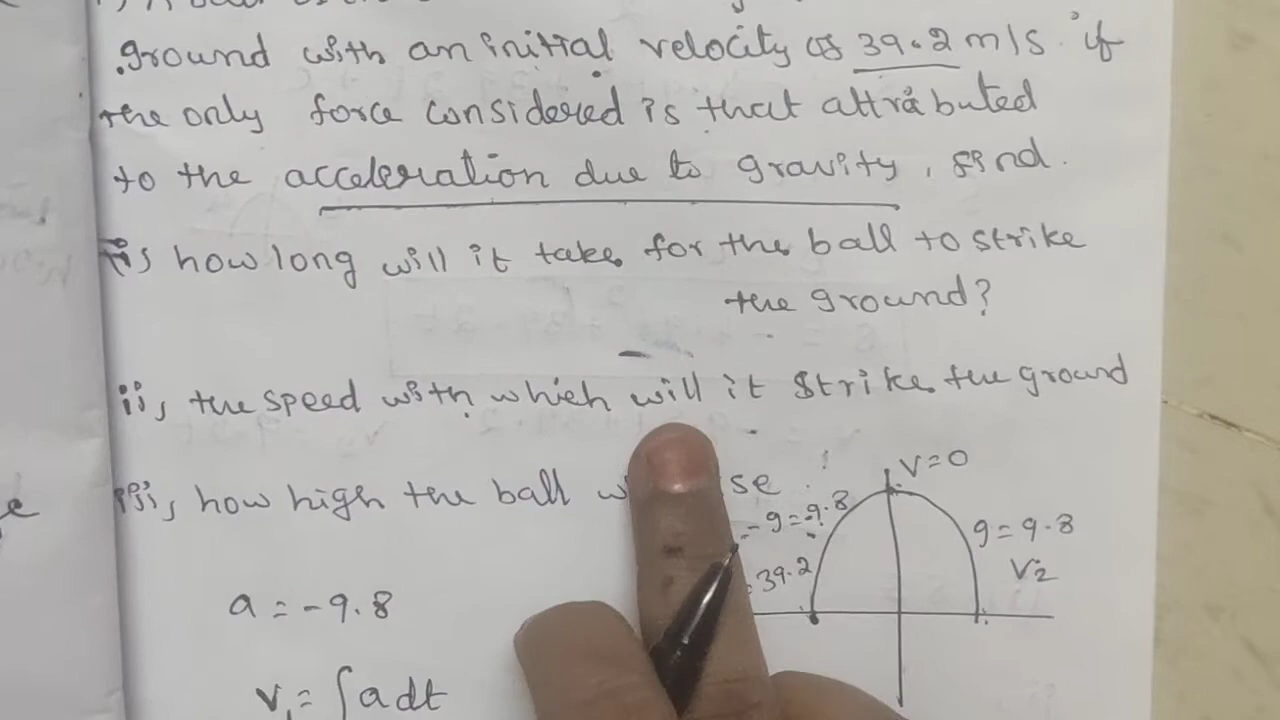 ground with an initial velocity of 39.2 m/s if
the only force considered is that attrabuted
to the acceleration due to gravity, find.
is how long will it take for the ball to strike
the ground?
ii, the speed with which will it strike the ground
iii, how high the ball
V=0
-g=9.8
g=9.8
39.2
V2
a = -9.8
V1 = ∫a dt